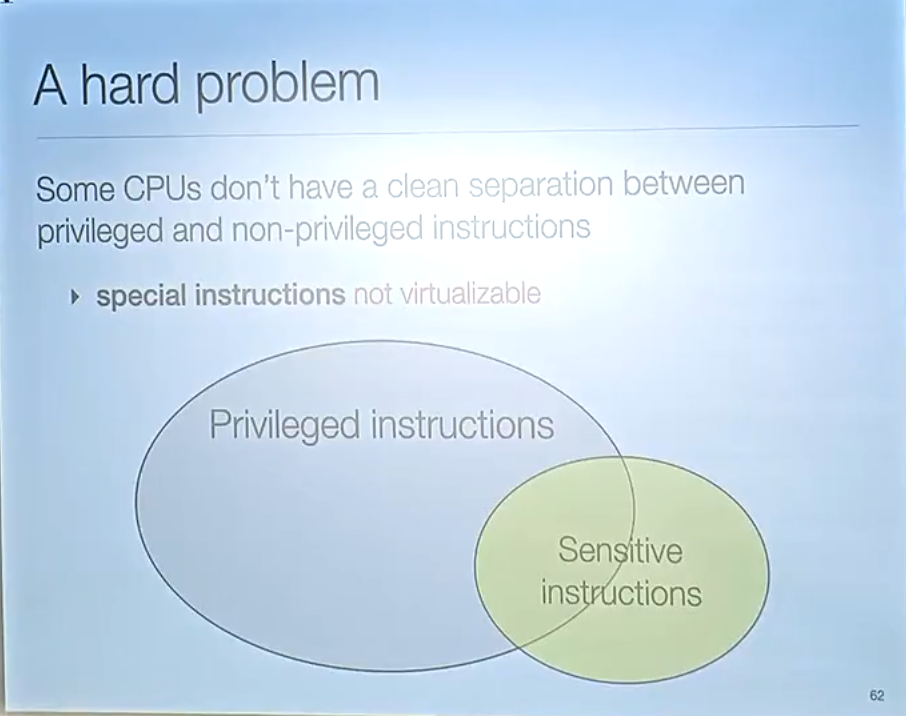 A hard problem
Some CPUs don't have a clean separation between
privileged and non-privileged instructions
special instructions not virtualizable
Privileged instructions
Sensitive
instructions
62